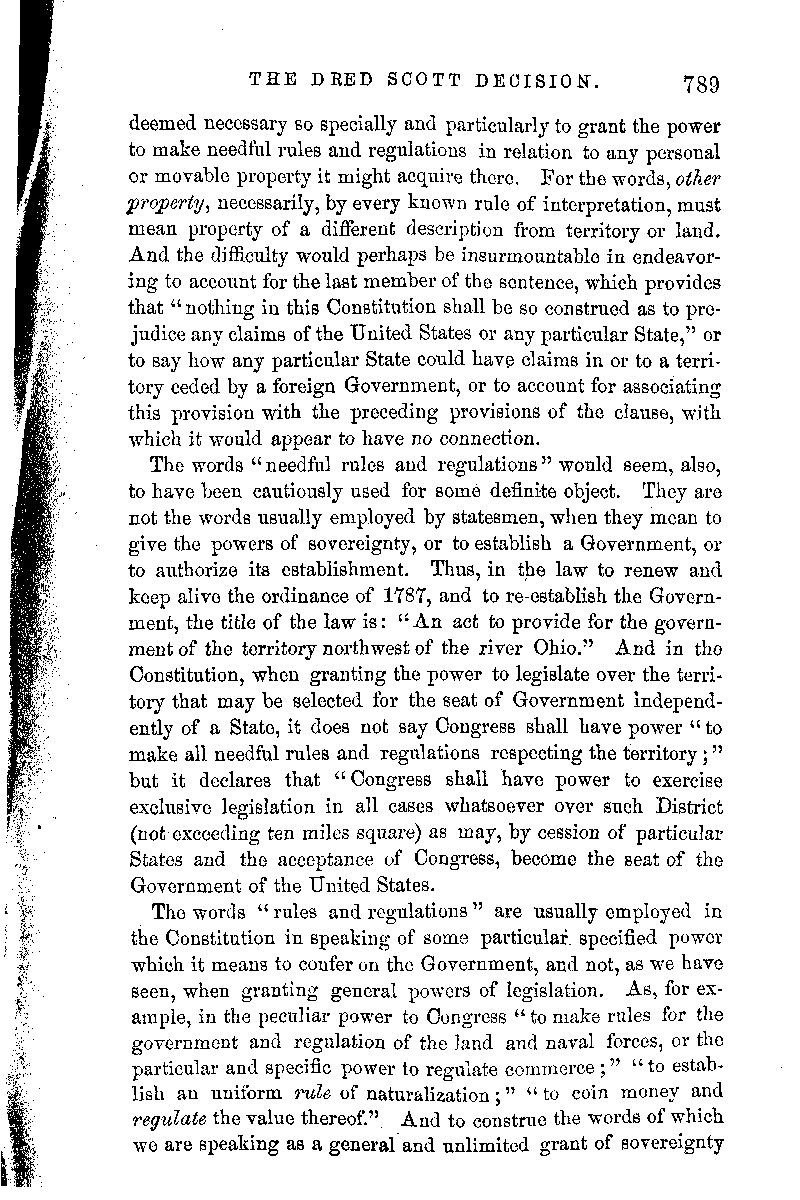 THE DRED SCOTT DECISION. 789
deemed necessary so specially and particularly to grant the power
to make needful rules and regulations in relation to any personal
or movable property it might acquire there. For the words, other
property, necessarily, by every known rule of interpretation, must
mean property of a different description from territory or land.
And the difficulty would perhaps be insurmountable in endeavor-
ing to account for the last member of the sentence, which provides
that “nothing in this Constitution shall be so construed as to pre-
judice any claims of the United States or any particular State,” or
to say how any particular State could have claims in or to a terri-
tory ceded by a foreign Government, or to account for associating
this provision with the preceding provisions of the clause, with
which it would appear to have no connection.
The words “needful rules and regulations” would seem, also,
to have been cautiously used for some definite object. They are
not the words usually employed by statesmen, when they mean to
give the powers of sovereignty, or to establish a Government, or
to authorize its establishment. Thus, in the law to renew and
keep alive the ordinance of 1787, and to re-establish the Govern-
ment, the title of the law is: “An act to provide for the govern-
ment of the territory northwest of the river Ohio.” And in the
Constitution, when granting the power to legislate over the terri-
tory that may be selected for the seat of Government independ-
ently of a State, it does not say Congress shall have power “to
make all needful rules and regulations respecting the territory;”
but it declares that “Congress shall have power to exercise
exclusive legislation in all cases whatsoever over such District
(not exceeding ten miles square) as may, by cession of particular
States and the acceptance of Congress, become the seat of the
Government of the United States.
The words “rules and regulations” are usually employed in
the Constitution in speaking of some particular specified power
which it means to confer on the Government, and not, as we have
seen, when granting general powers of legislation. As, for ex-
ample, in the peculiar power to Congress “to make rules for the
government and regulation of the land and naval forces, or the
particular and specific power to regulate commerce;” “to estab-
lish an uniform rule of naturalization;” “to coin money and
regulate the value thereof.” And to construe the words of which
we are speaking as a general and unlimited grant of sovereignty